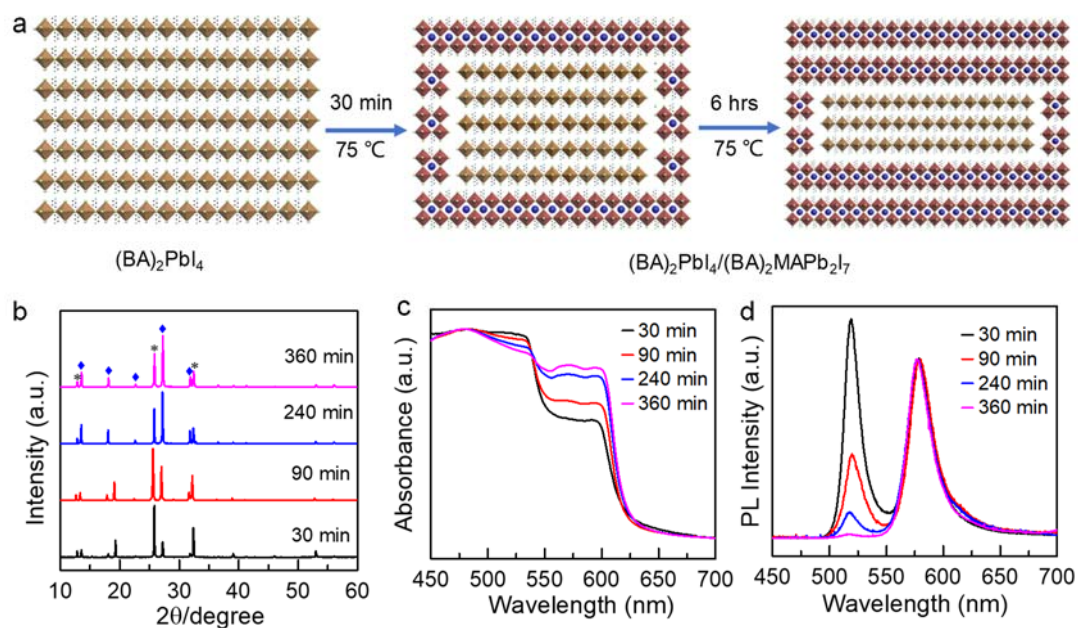 a
30 min
75 ℃
6 hrs
75 ℃
(BA)₂PbI₄
(BA)₂PbI₄/(BA)₂MAPb₂I₇
b
Intensity (a.u.)
360 min
240 min
90 min
30 min
*
*
*
10 20 30 40 50 60
2θ/degree
c
Absorbance (a.u.)
30 min
90 min
240 min
360 min
450 500 550 600 650 700
Wavelength (nm)
d
PL Intensity (a.u.)
30 min
90 min
240 min
360 min
450 500 550 600 650 700
Wavelength (nm)